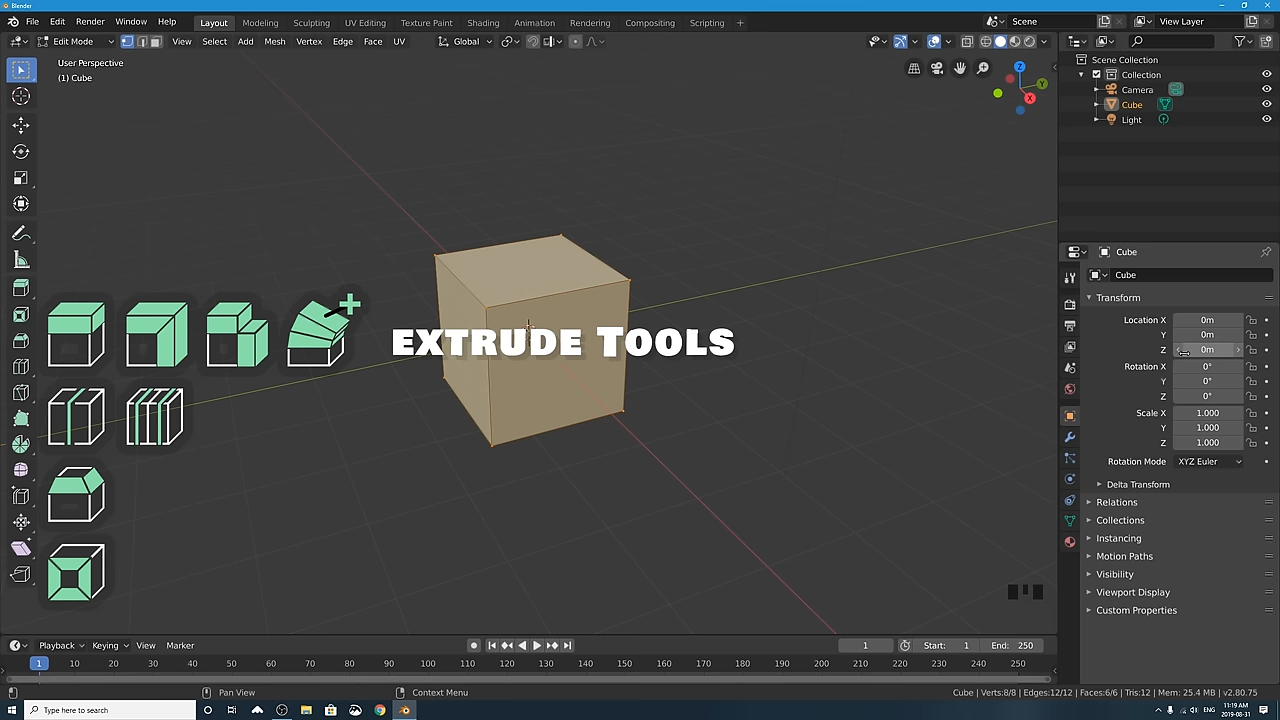 Blender
File Edit Render Window Help Layout Modeling Sculpting UV Editing Texture Paint Shading Animation Rendering Compositing Scripting + Scene View Layer
Edit Mode View Select Add Mesh Vertex Edge Face UV Global
User Perspective
(1) Cube
Z
Y
X
Scene Collection
Collection
Camera
Cube
Light
Cube
Cube
Transform
Location X 0m
Y 0m
Z 0m
Rotation X 0°
Y 0°
Z 0°
Scale X 1.000
Y 1.000
Z 1.000
Rotation Mode XYZ Euler
Delta Transform
Relations
Collections
Instancing
Motion Paths
Visibility
Viewport Display
Custom Properties
EXTRUDE TOOLS
Playback Keying View Marker 1 Start: 1 End: 250
1 10 20 30 40 50 60 70 80 90 100 110 120 130 140 150 160 170 180 190 200 210 220 230 240 250
Pan View Context Menu Cube | Verts:8/8 | Edges:12/12 | Faces:6/6 | Tris:12 | Mem: 25.4 MB | v2.80.75
Type here to search ENG 11:19 AM
2019-08-31